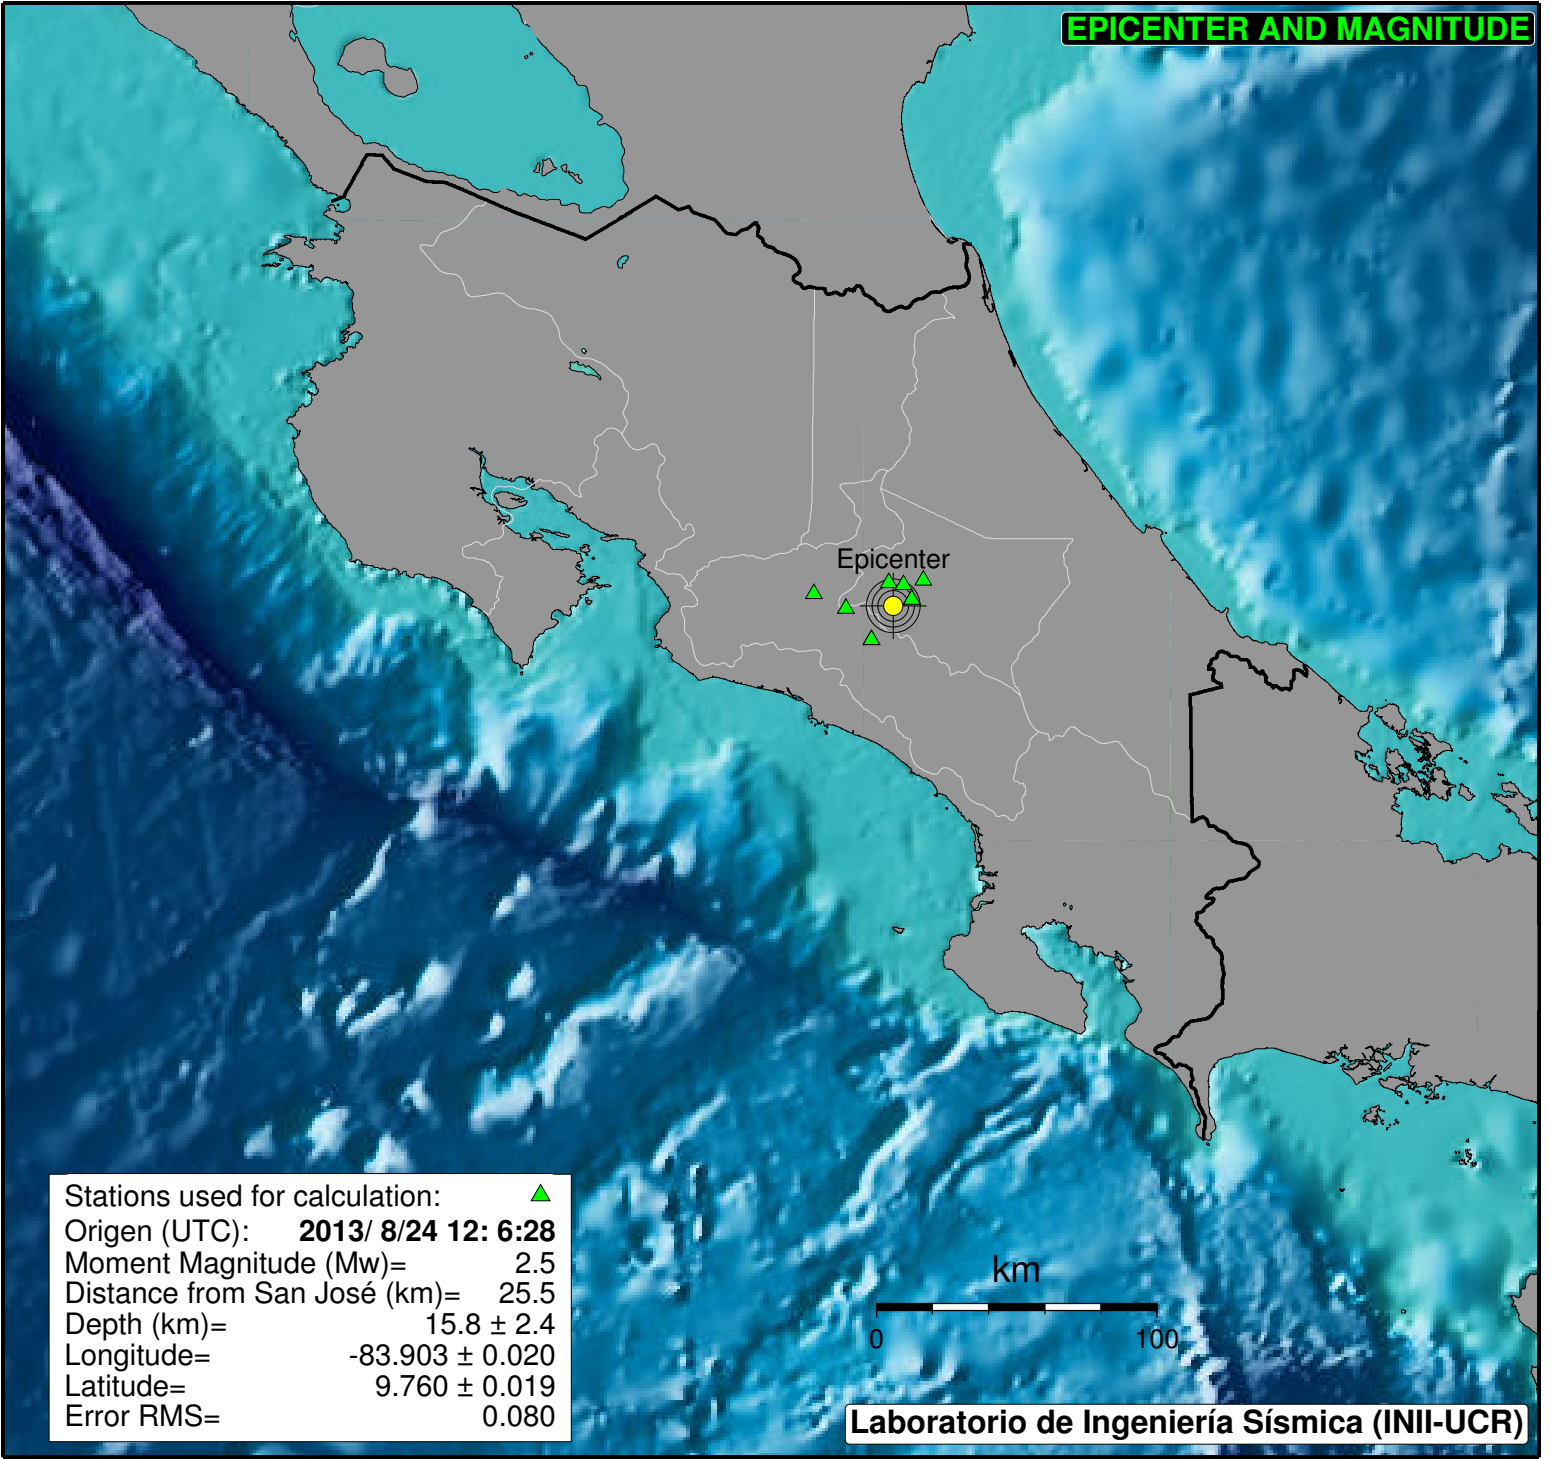 EPICENTER AND MAGNITUDE
Epicenter
Stations used for calculation:
Origen (UTC): 2013/ 8/24 12: 6:28
Moment Magnitude (Mw)= 2.5
Distance from San José (km)= 25.5
Depth (km)= 15.8 ± 2.4
Longitude= -83.903 ± 0.020
Latitude= 9.760 ± 0.019
Error RMS= 0.080
km
0 100
Laboratorio de Ingeniería Sísmica (INII-UCR)